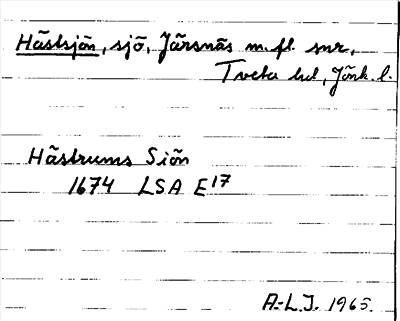 Hästsjön, sjö, Järsnäs m.fl. snr,
Tveta hd, Jönk. l.
Hästrums Siön
1674 LSA E17
A-L.J. 1965.